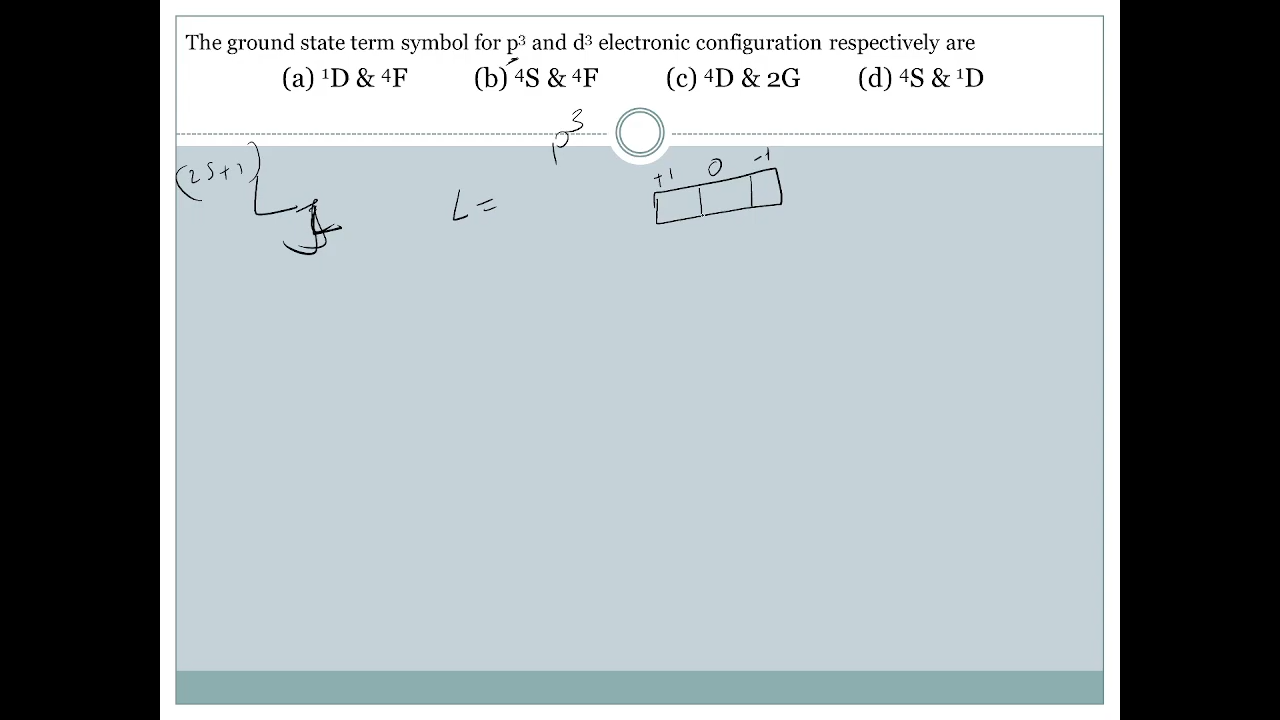 The ground state term symbol for p³ and d³ electronic configuration respectively are
(a) ¹D & ⁴F (b) ⁴S & ⁴F (c) ⁴D & 2G (d) ⁴S & ¹D
p³
+1 0 -1
(2S+1)
L =